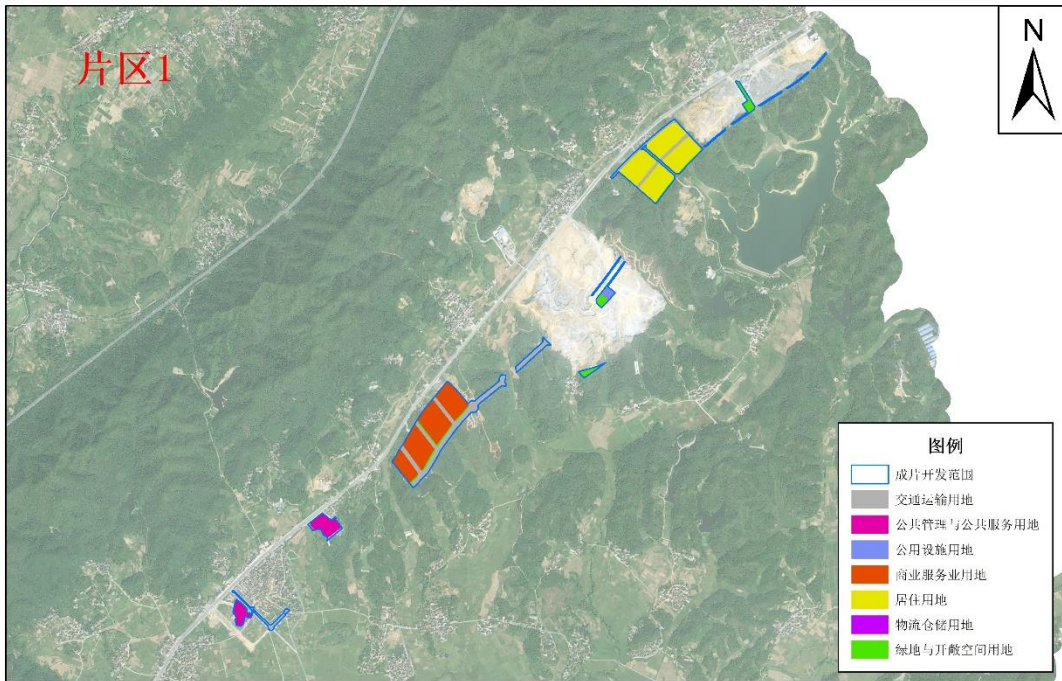 片区1
N
图例
成片开发范围
交通运输用地
公共管理与公共服务用地
公用设施用地
商业服务业用地
居住用地
物流仓储用地
绿地与开敞空间用地